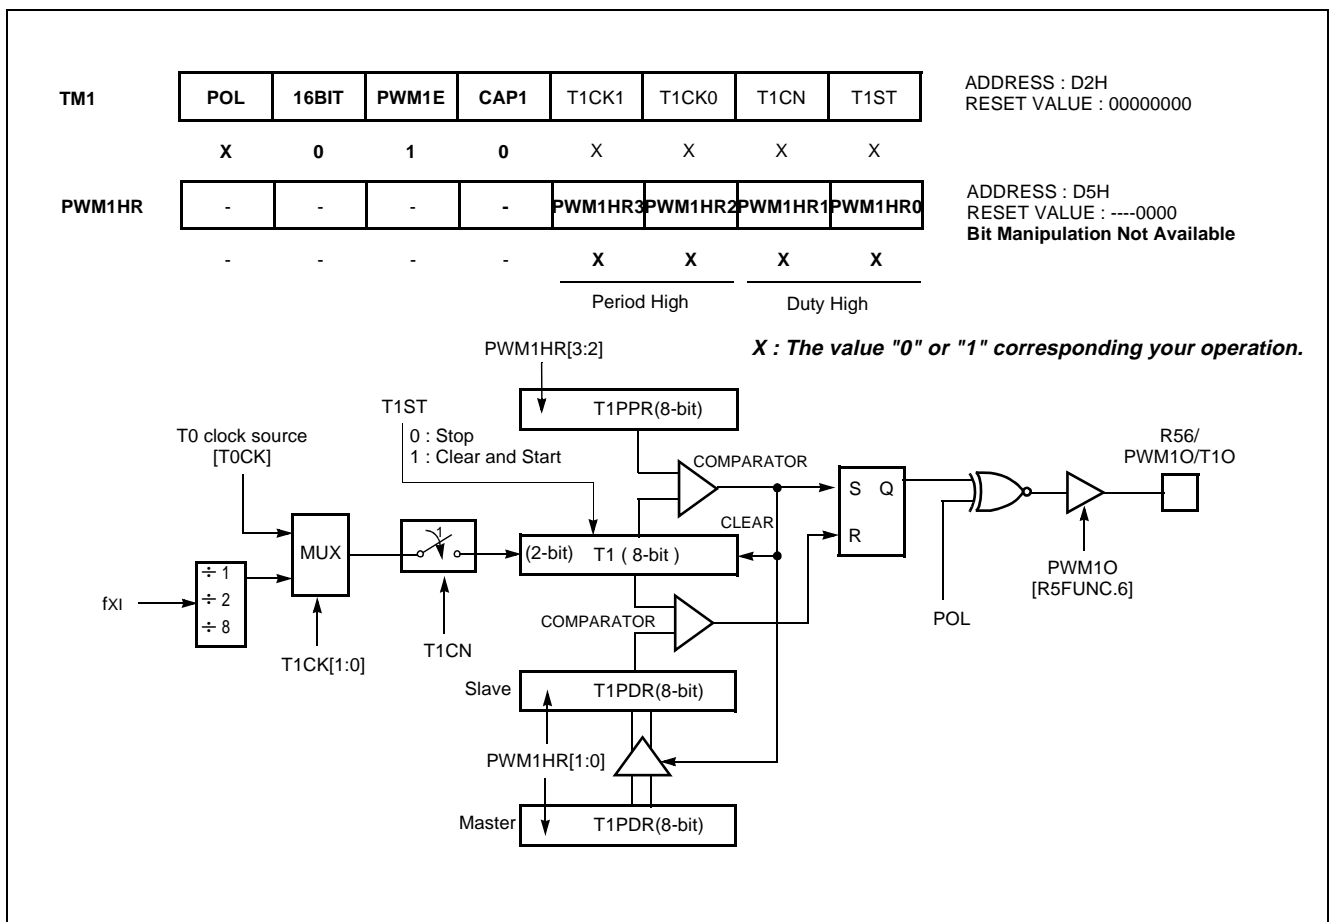 TM1 POL 16BIT PWM1E CAP1 T1CK1 T1CK0 T1CN T1ST
ADDRESS : D2H
RESET VALUE : 00000000
X 0 1 0 X X X X
PWM1HR - - - - PWM1HR3 PWM1HR2 PWM1HR1 PWM1HR0
ADDRESS : D5H
RESET VALUE : ----0000
Bit Manipulation Not Available
- - - - X X X X
Period High Duty High
X : The value "0" or "1" corresponding your operation.
PWM1HR[3:2]
T1ST
0 : Stop
1 : Clear and Start
T1PPR(8-bit)
T0 clock source
[T0CK]
COMPARATOR
R56/
PWM1O/T1O
S Q
R
CLEAR
MUX
1
(2-bit) T1 ( 8-bit )
÷ 1
÷ 2
÷ 8
fXI
T1CK[1:0]
T1CN
COMPARATOR
POL
PWM1O
[R5FUNC.6]
Slave
T1PDR(8-bit)
PWM1HR[1:0]
Master
T1PDR(8-bit)